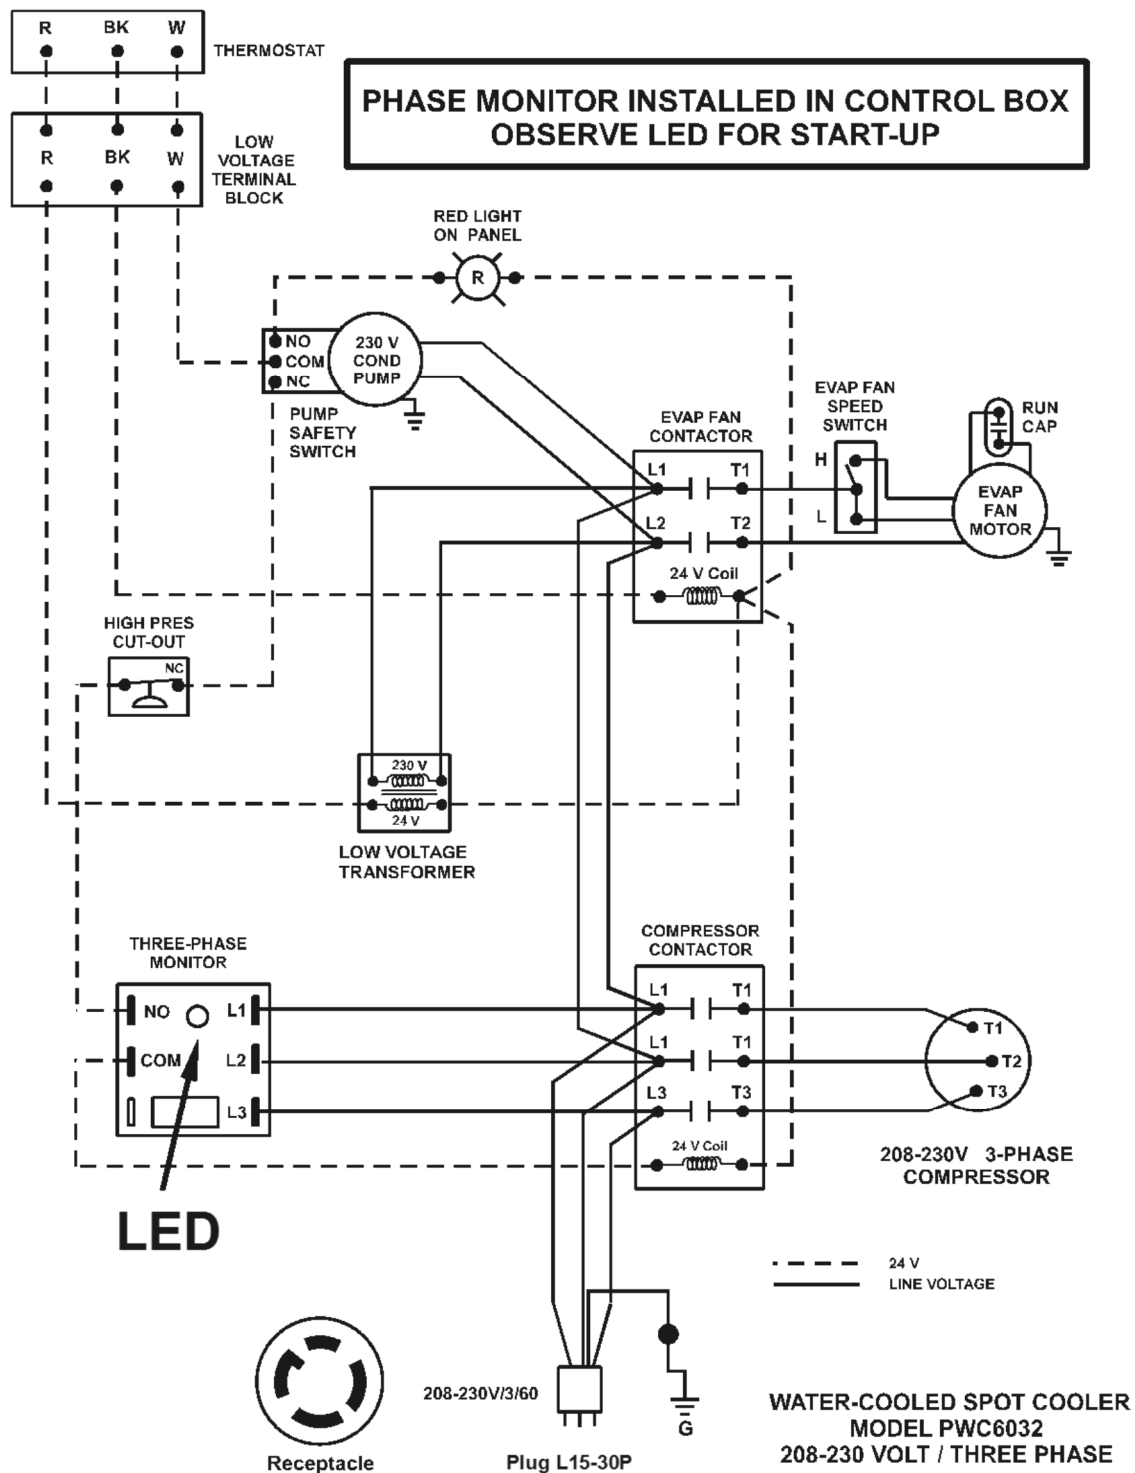 R BK W
THERMOSTAT
PHASE MONITOR INSTALLED IN CONTROL BOX
OBSERVE LED FOR START-UP
R BK W
LOW
VOLTAGE
TERMINAL
BLOCK
RED LIGHT
ON PANEL
R
NO
COM
NC
230 V
COND
PUMP
PUMP
SAFETY
SWITCH
EVAP FAN
CONTACTOR
L1 T1
L2 T2
24 V Coil
EVAP FAN
SPEED
SWITCH
H
L
RUN
CAP
EVAP
FAN
MOTOR
HIGH PRES
CUT-OUT
NC
230 V
24 V
LOW VOLTAGE
TRANSFORMER
THREE-PHASE
MONITOR
NO L1
COM L2
L3
LED
COMPRESSOR
CONTACTOR
L1 T1
L1 T1
L3 T3
24 V Coil
T1
T2
T3
208-230V 3-PHASE
COMPRESSOR
24 V
LINE VOLTAGE
Receptacle
208-230V/3/60
Plug L15-30P
G
WATER-COOLED SPOT COOLER
MODEL PWC6032
208-230 VOLT / THREE PHASE